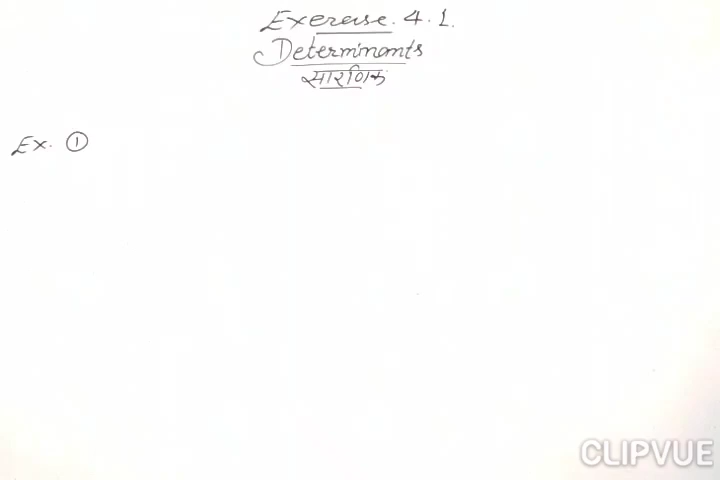 Exercise. 4.1.
Determinants
सारणिक
Ex. ①
CLIPVUE